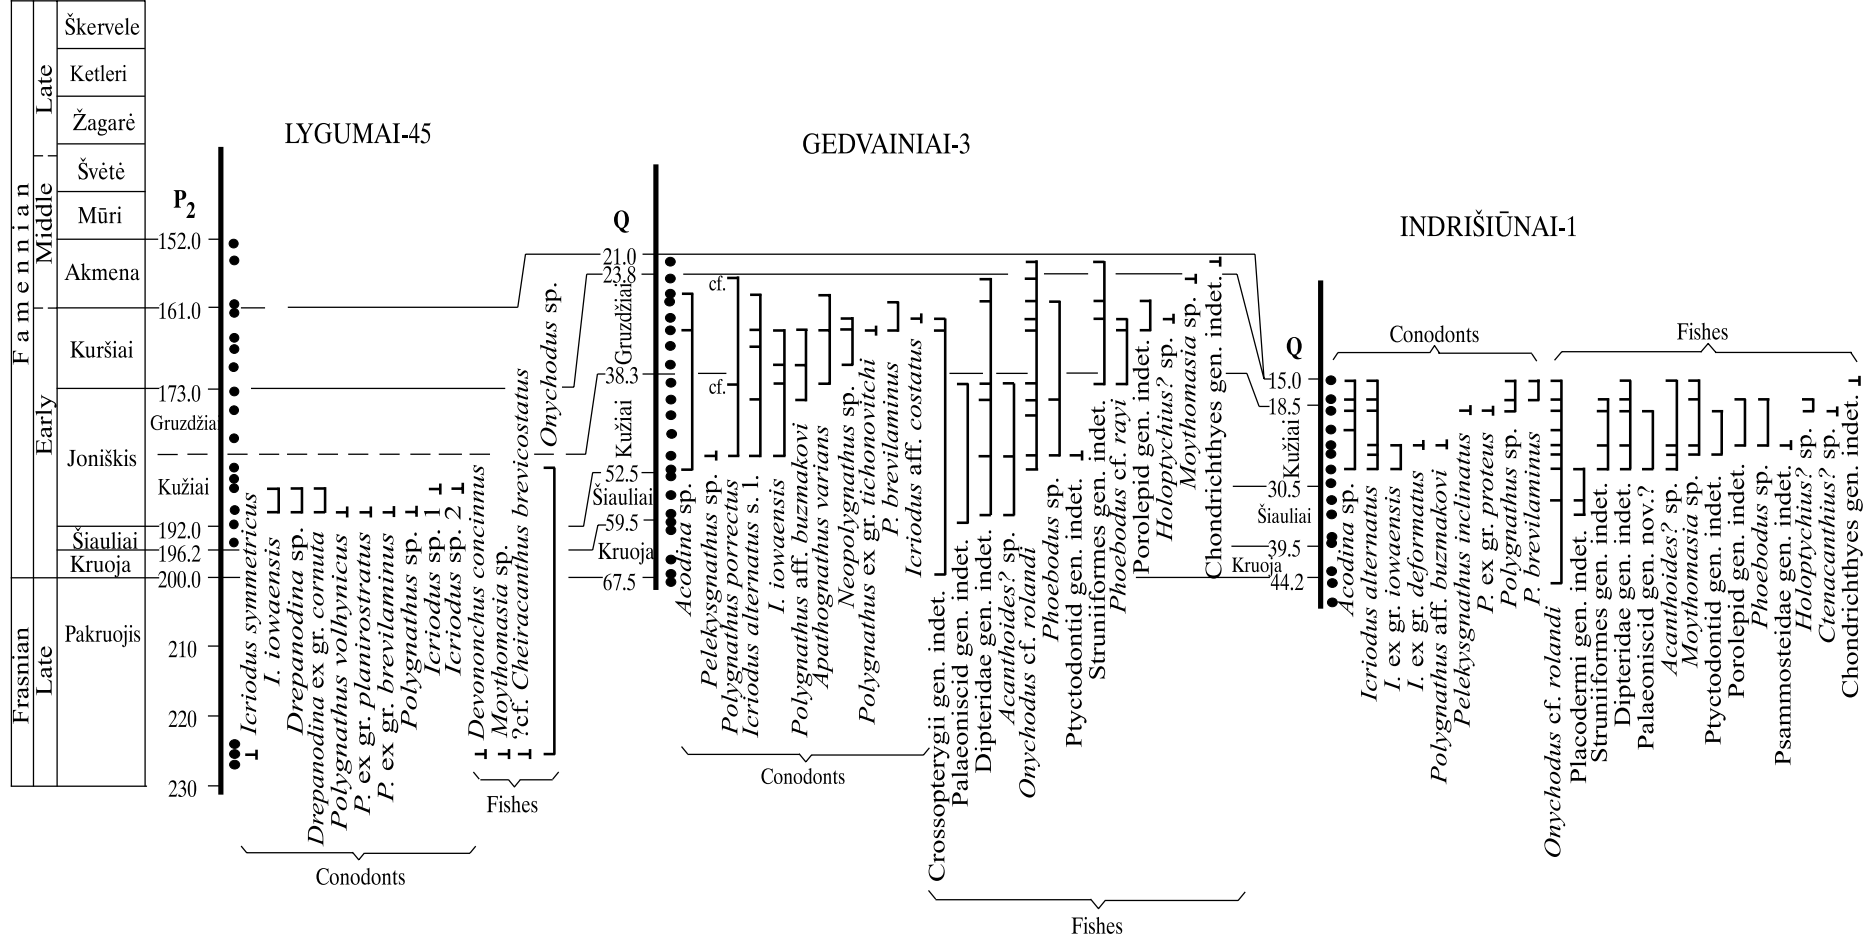 Famennian
Frasnian
Late
Middle
Early
Late
Škervele
Ketleri
Žagarė
Švėtė
Mūri
Akmena
Kuršiai
Joniškis
Šiauliai
Kruoja
Pakruojis
Gruzdžiai
Kužiai
LYGUMAI-45
P2
152.0
161.0
173.0
192.0
196.2
200.0
210
220
230
Icriodus symmetricus
I. iowaensis
Drepanodina sp.
Drepanodina ex gr. cornuta
Polygnathus volhynicus
P. ex gr. planirostratus
P. ex gr. brevilaminus
Polygnathus sp.
Icriodus sp. 1
Icriodus sp. 2
Devononchus concinnus
Moythomasia sp.
?cf. Cheiracanthus brevicostatus
Onychodus sp.
Conodonts
Fishes
GEDVAINIAI-3
Q
21.0
23.8
Gruzdžiai
38.3
Kužiai
52.5
Šiauliai
59.5
Kruoja
67.5
cf.
cf.
Acodina sp.
Pelekysgnathus sp.
Polygnathus porrectus
Icriodus alternatus s. l.
I. iowaensis
Polygnathus aff. buzmakovi
Apathognathus varians
Neopolygnathus sp.
Polygnathus ex gr. tichonovitchi
P. brevilaminus
Icriodus aff. costatus
Crossopterygii gen. indet.
Palaeoniscid gen. indet.
Dipteridae gen. indet.
Acanthoides? sp.
Onychodus cf. rolandi
Phoebodus sp.
Ptyctodontid gen. indet.
Struniiformes gen. indet.
Phoebodus cf. rayi
Porolepid gen. indet.
Holoptychius? sp.
Moythomasia sp.
Chondrichthyes gen. indet.
Conodonts
Fishes
INDRIŠIŪNAI-1
Q
15.0
18.5
Kužiai
30.5
Šiauliai
39.5
Kruoja
44.2
Conodonts
Fishes
Acodina sp.
Icriodus alternatus
I. ex gr. iowaensis
I. ex gr. deformatus
Polygnathus aff. buzmakovi
Pelekysgnathus inclinatus
P. ex gr. proteus
Polygnathus sp.
P. brevilaminus
Onychodus cf. rolandi
Placodermi gen. indet.
Struniiformes gen. indet.
Dipteridae gen. indet.
Palaeoniscid gen. nov.?
Acanthoides? sp.
Moythomasia sp.
Ptyctodontid gen. indet.
Porolepid gen. indet.
Phoebodus sp.
Psammosteidae gen. indet.
Holoptychius? sp.
Ctenacanthus? sp.
Chondrichthyes gen. indet.